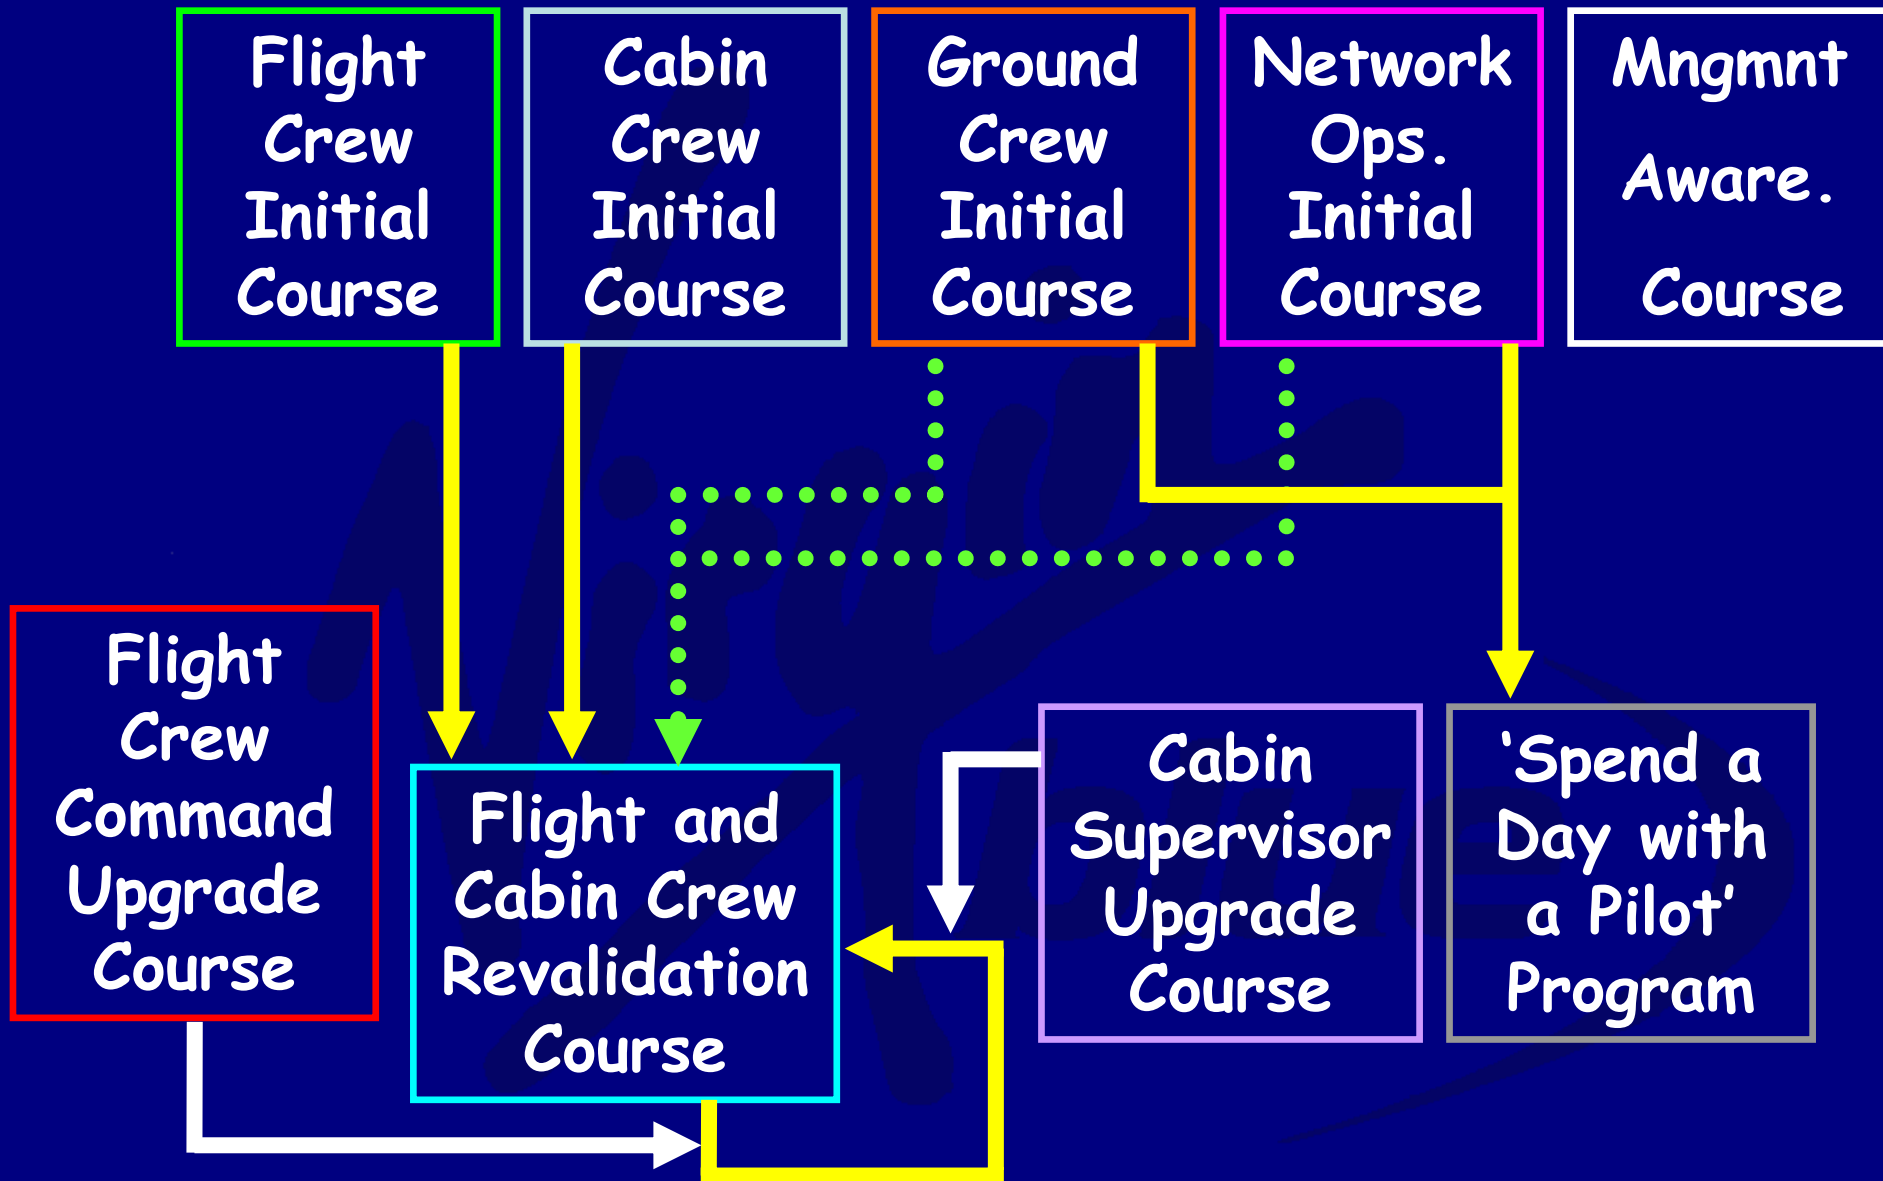 Flight
Crew
Initial
Course
Cabin
Crew
Initial
Course
Ground
Crew
Initial
Course
Network
Ops.
Initial
Course
Mngmnt
Aware.
Course
Flight
Crew
Command
Upgrade
Course
Flight and
Cabin Crew
Revalidation
Course
Cabin
Supervisor
Upgrade
Course
‘Spend a
Day with
a Pilot’
Program
Virgin
blue